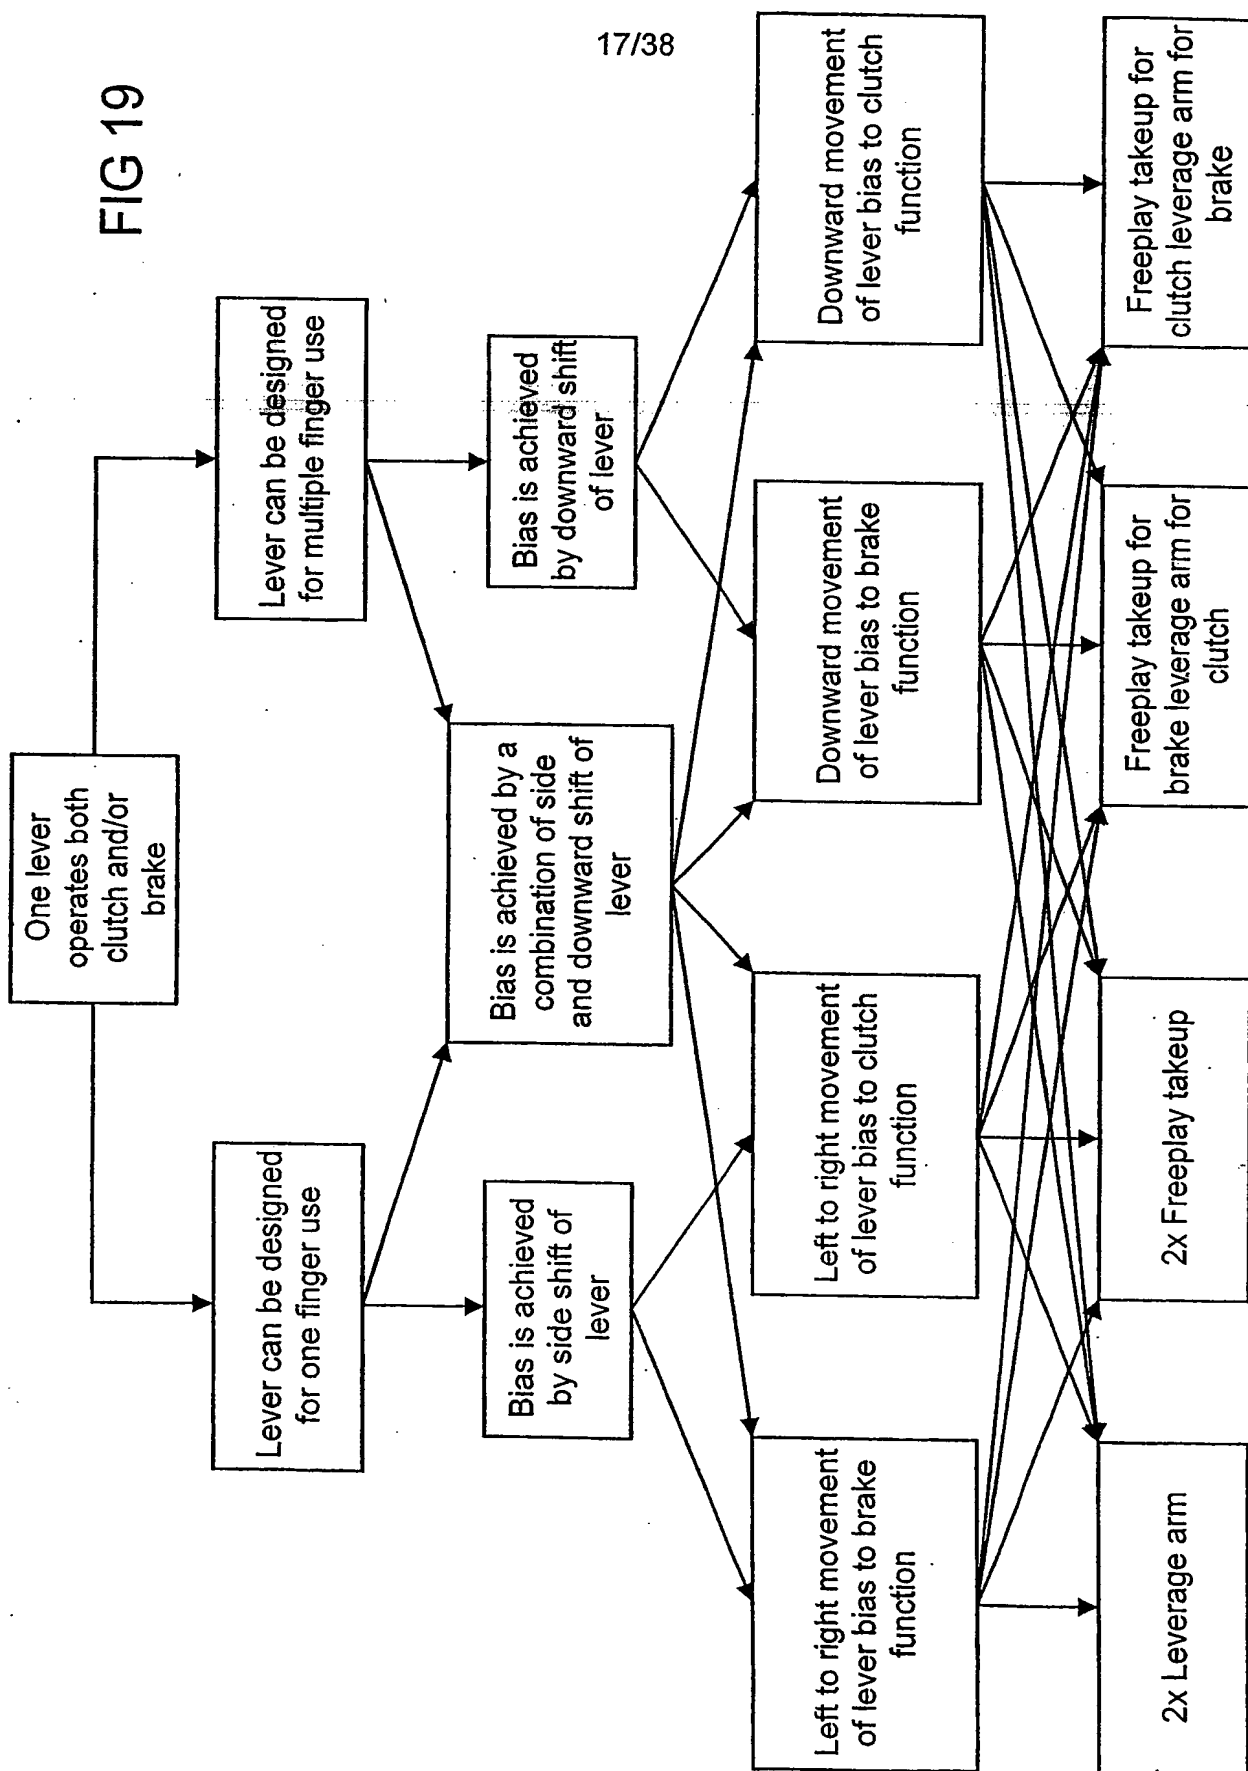 17/38
FIG 19
One lever
operates both
clutch and/or
brake
Lever can be designed
for one finger use
Lever can be designed
for multiple finger use
Bias is achieved
by side shift of
lever
Bias is achieved by a
combination of side
and downward shift of
lever
Bias is achieved
by downward shift
of lever
Left to right movement
of lever bias to brake
function
Left to right movement
of lever bias to clutch
function
Downward movement
of lever bias to brake
function
Downward movement
of lever bias to clutch
function
2x Leverage arm
2x Freeplay takeup
Freeplay takeup for
brake leverage arm for
clutch
Freeplay takeup for
clutch leverage arm for
brake